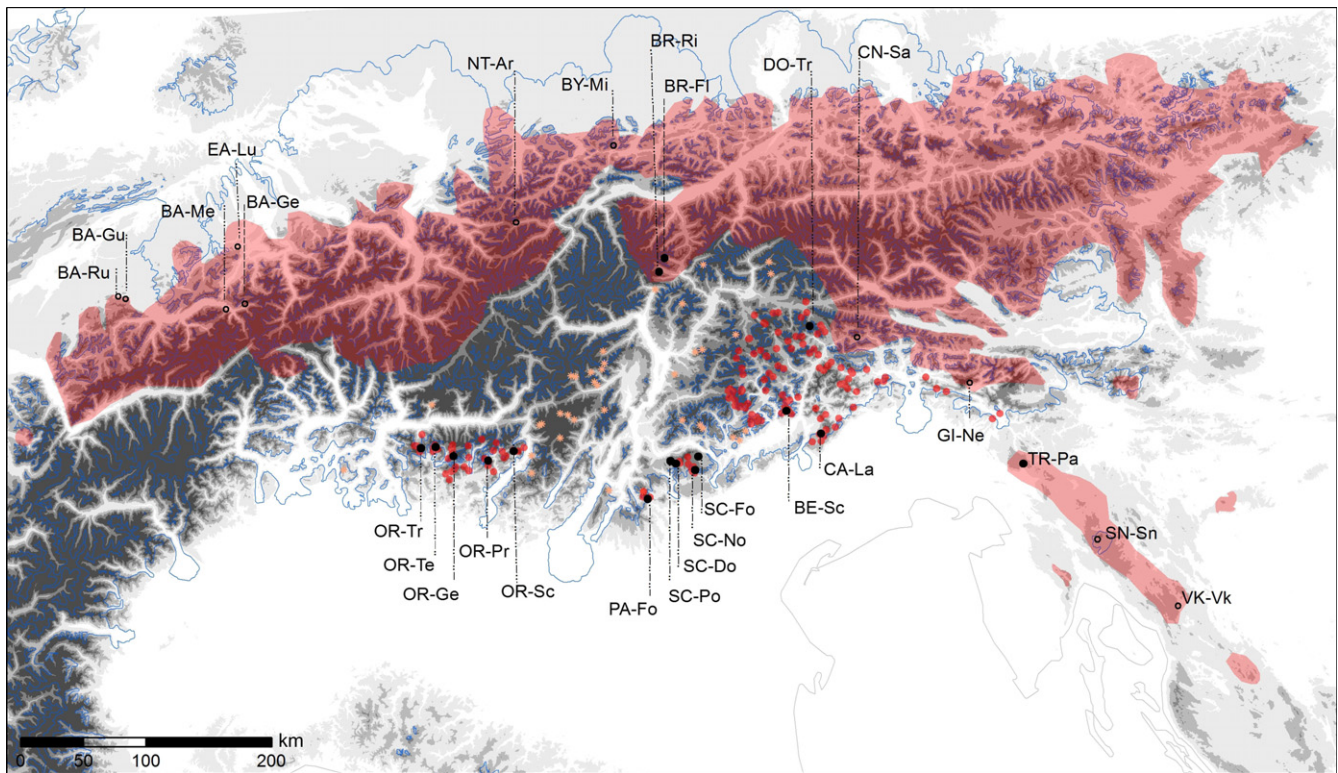 BR-Ri
NT-Ar
BY-Mi
BR-Fl
DO-Tr
CN-Sa
EA-Lu
BA-Me
BA-Ge
BA-Gu
BA-Ru
GI-Ne
TR-Pa
CA-La
BE-Sc
SC-Fo
SC-No
SC-Do
SC-Po
PA-Fo
OR-Tr
OR-Te
OR-Pr
OR-Ge
OR-Sc
SN-Sn
VK-Vk
km
0 50 100 200